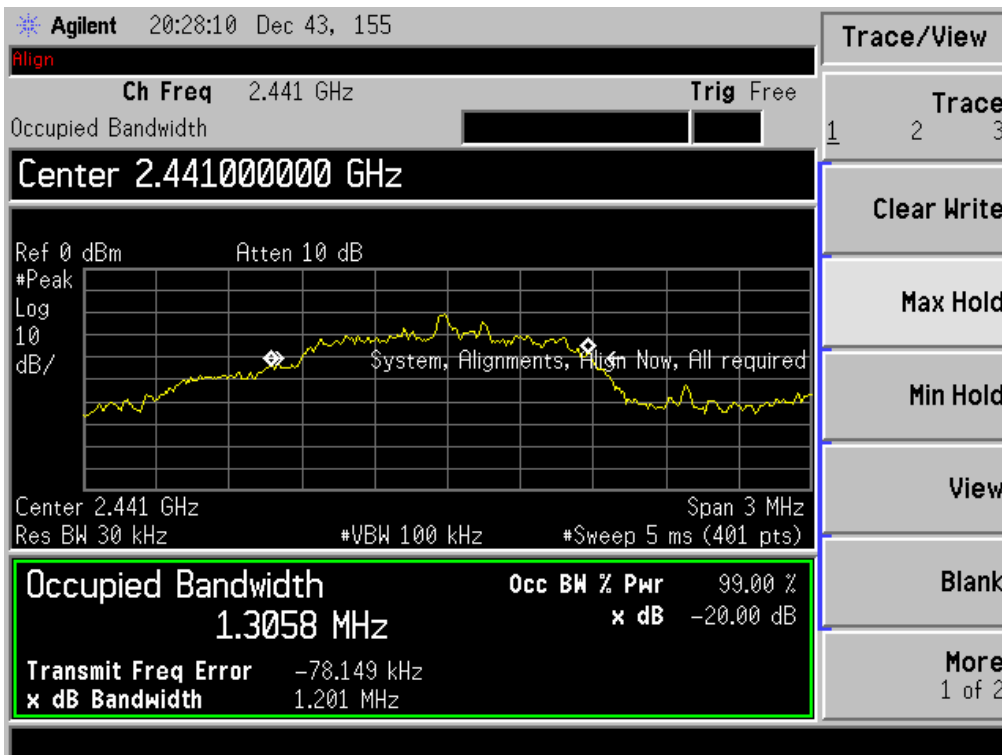 Agilent 20:28:10 Dec 43, 155
Trace/View
Align
Ch Freq 2.441 GHz Trig Free
Occupied Bandwidth
Trace
1 2 3
Center 2.441000000 GHz
Clear Write
Ref 0 dBm Atten 10 dB
#Peak
Log
10
dB/
Max Hold
System, Alignments, Align Now, All required
Min Hold
View
Center 2.441 GHz Span 3 MHz
Res BW 30 kHz #VBW 100 kHz #Sweep 5 ms (401 pts)
Occupied Bandwidth Occ BW % Pwr 99.00 %
1.3058 MHz x dB -20.00 dB
Blank
Transmit Freq Error -78.149 kHz
x dB Bandwidth 1.201 MHz
More
1 of 2